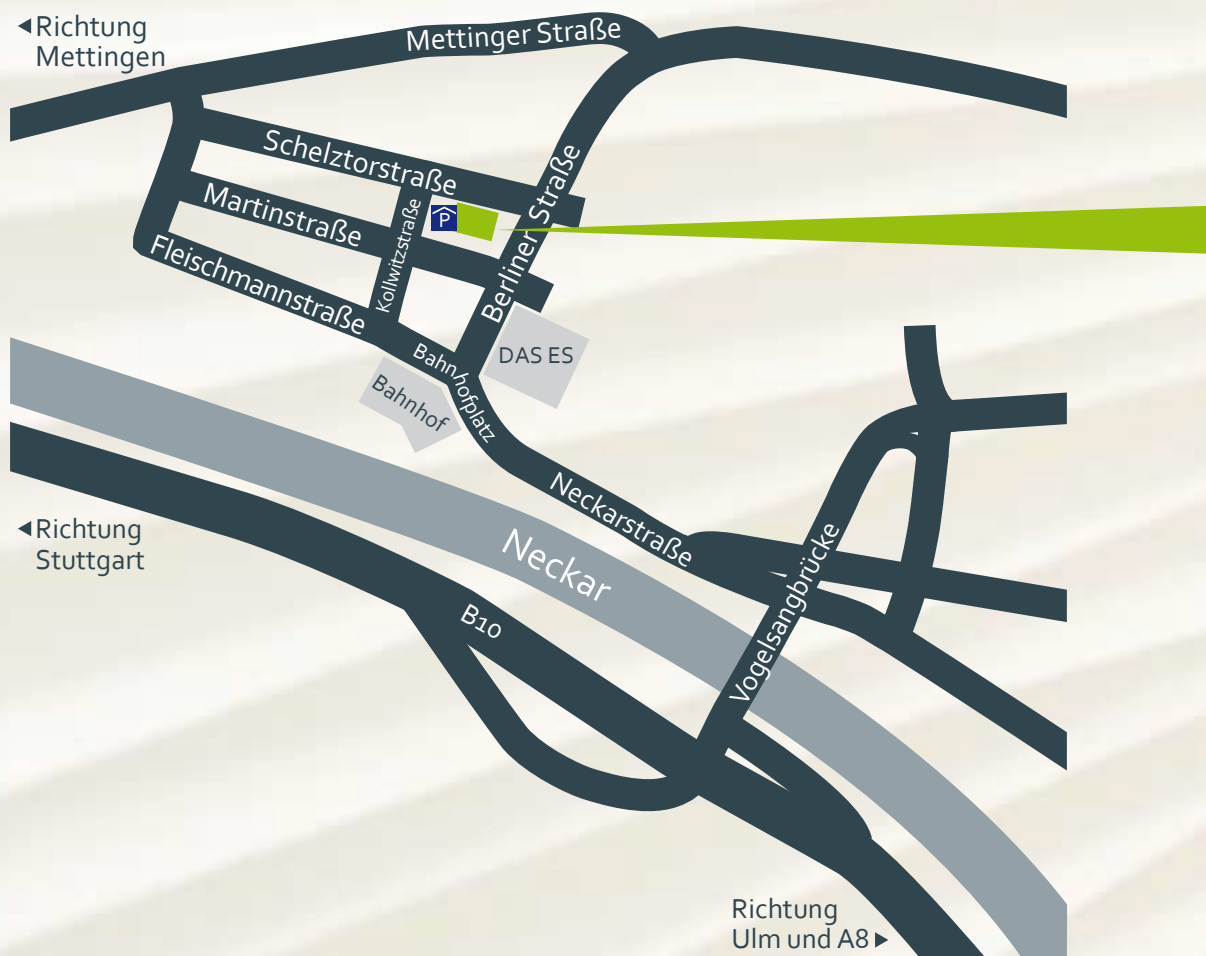 Richtung
Mettingen
Mettinger Straße
Schelztorstraße
Martinstraße
Kollwitzstraße
P
Berliner Straße
Fleischmannstraße
Bahnhofplatz
DAS ES
Bahnhof
Neckarstraße
Richtung
Stuttgart
Neckar
Vogelsangbrücke
B10
Richtung
Ulm und A8